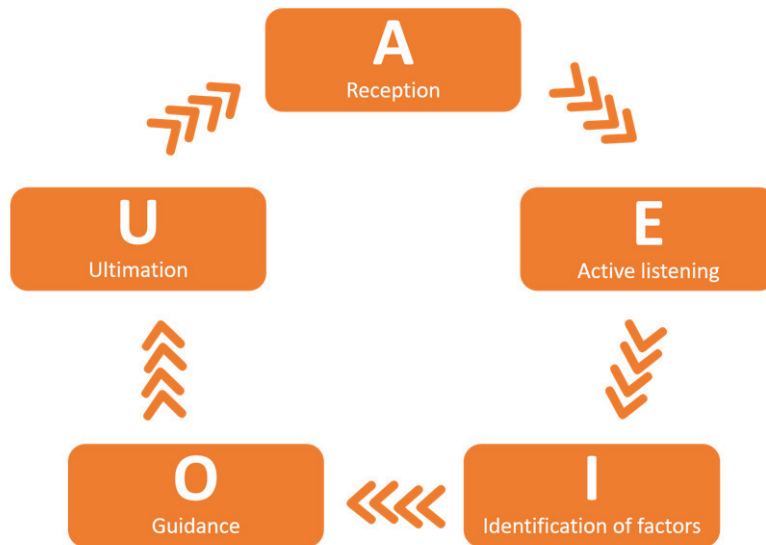 A
Reception
E
Active listening
I
Identification of factors
O
Guidance
U
Ultimation